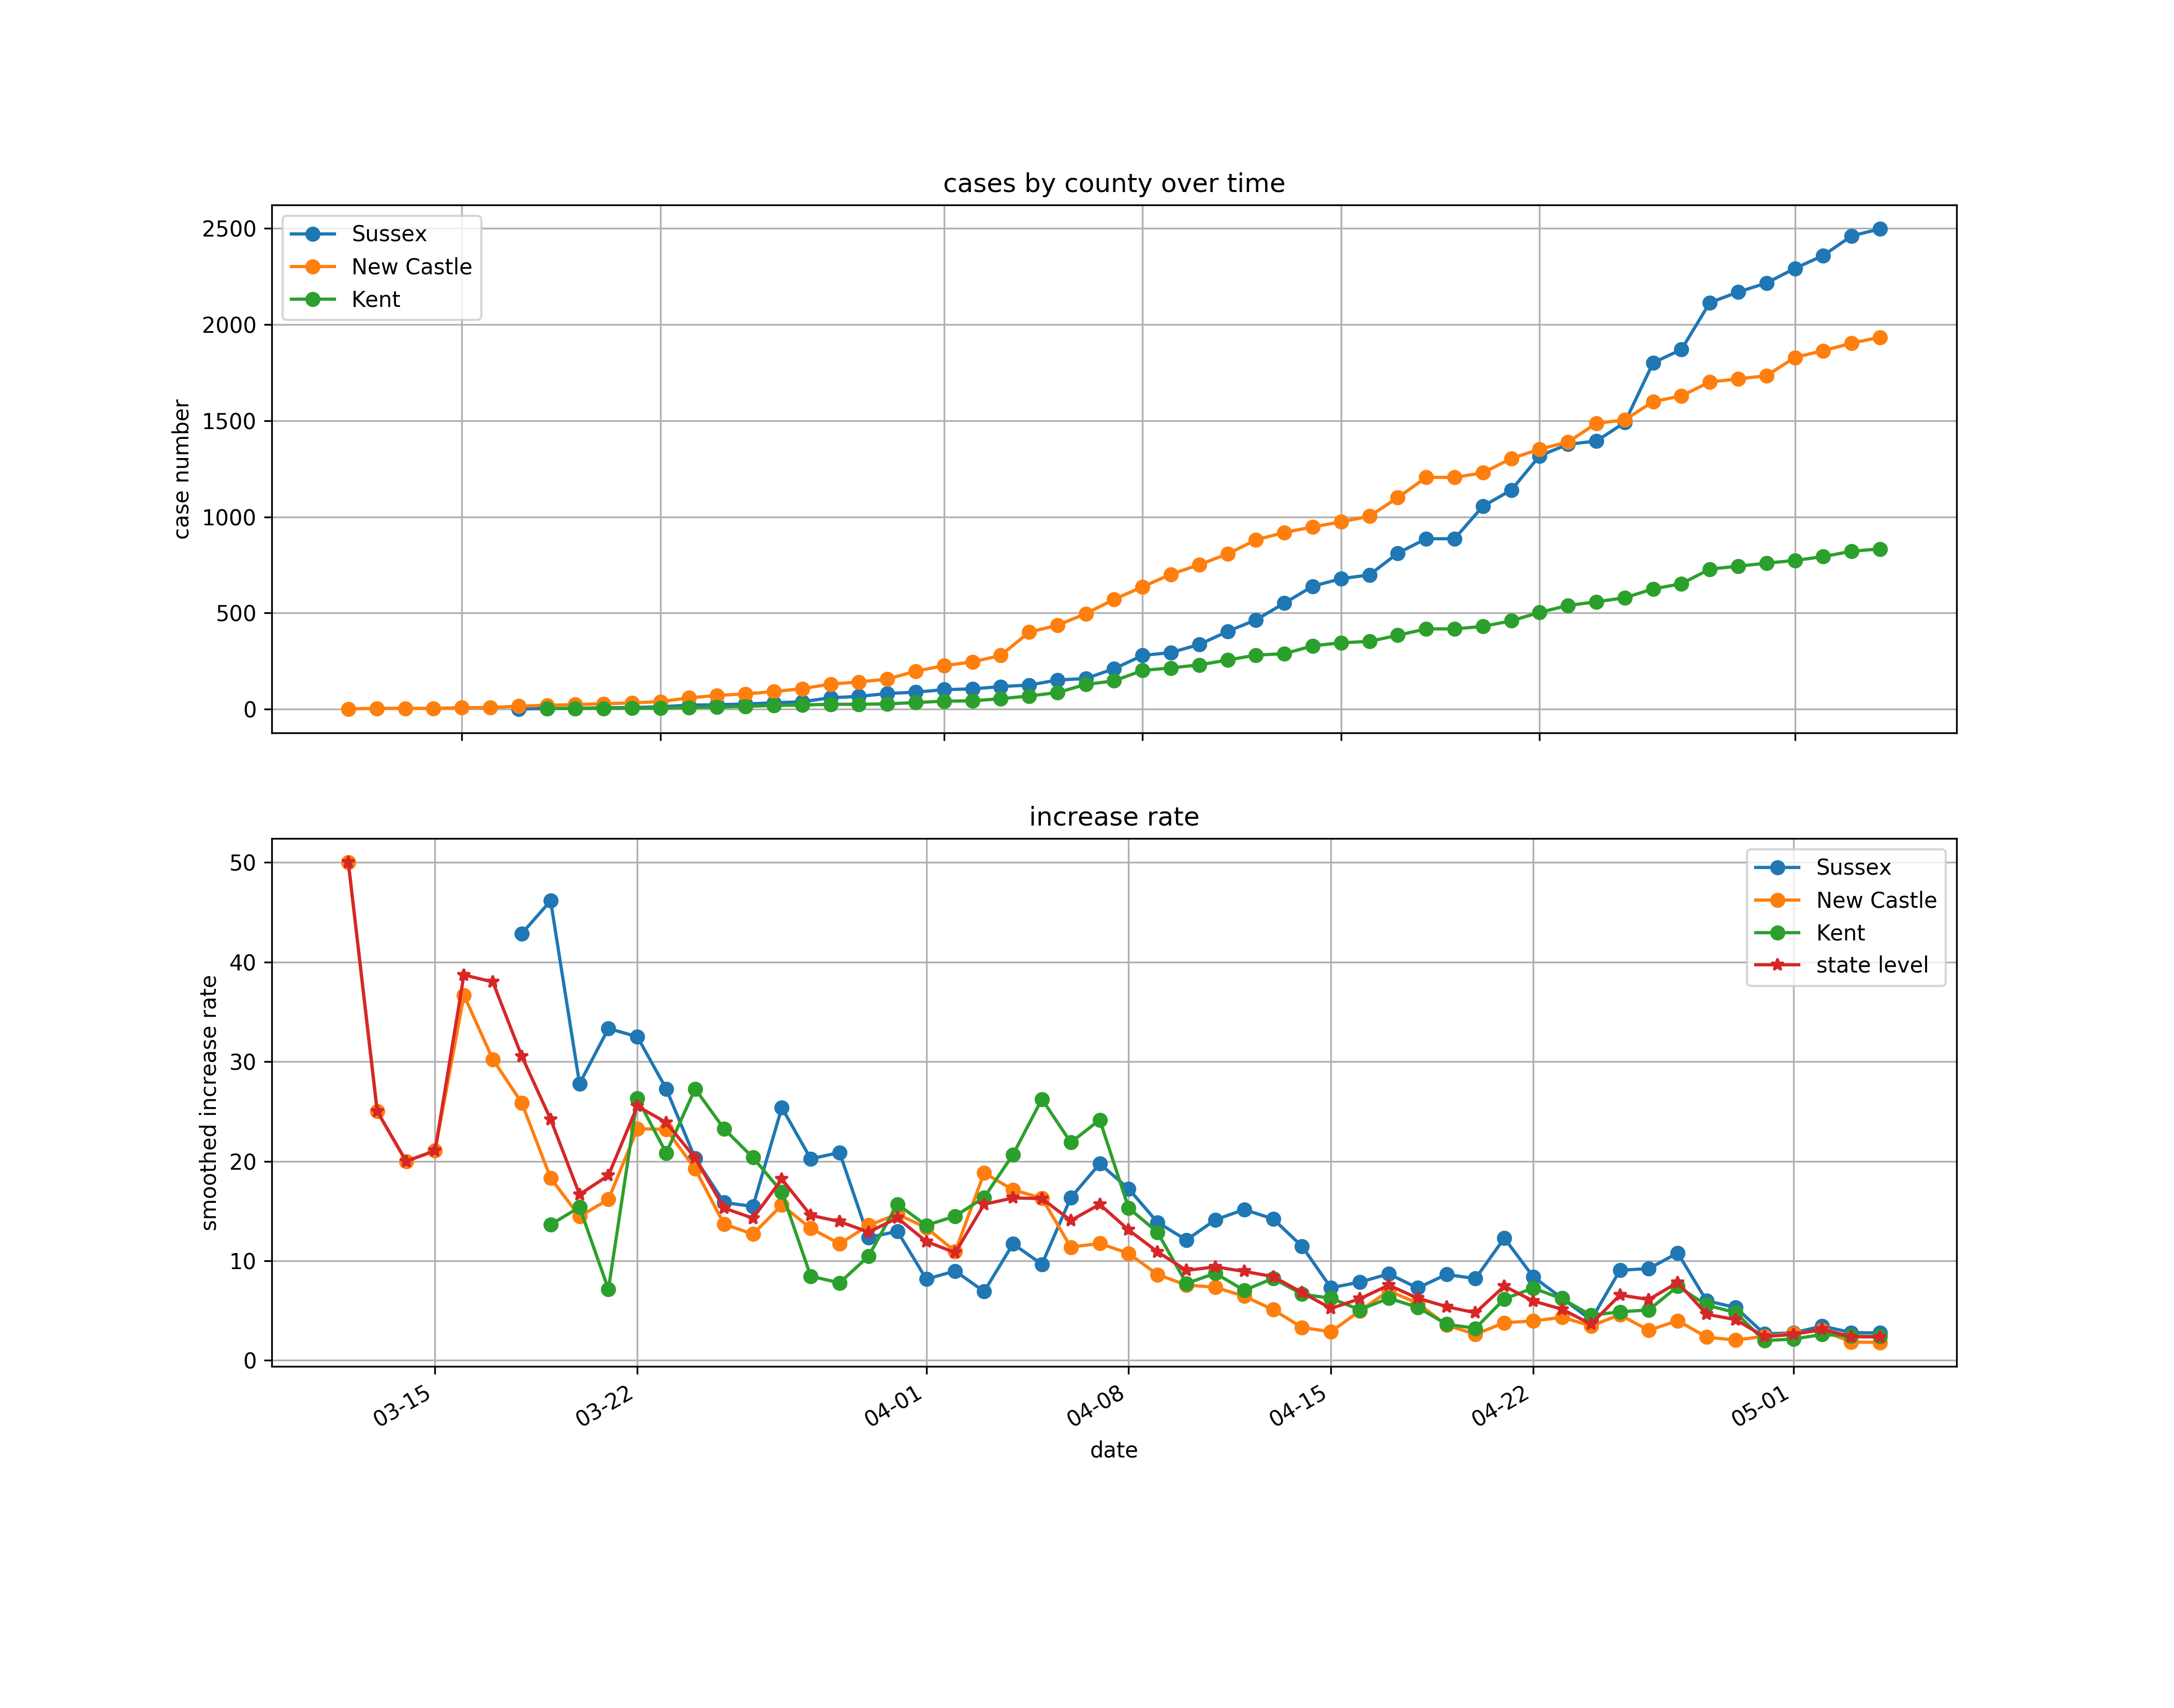 cases by county over time
Sussex
New Castle
Kent
2500
2000
1500
1000
500
0
case number
increase rate
Sussex
New Castle
Kent
state level
50
40
30
20
10
0
smoothed increase rate
03-15
03-22
04-01
04-08
04-15
04-22
05-01
date